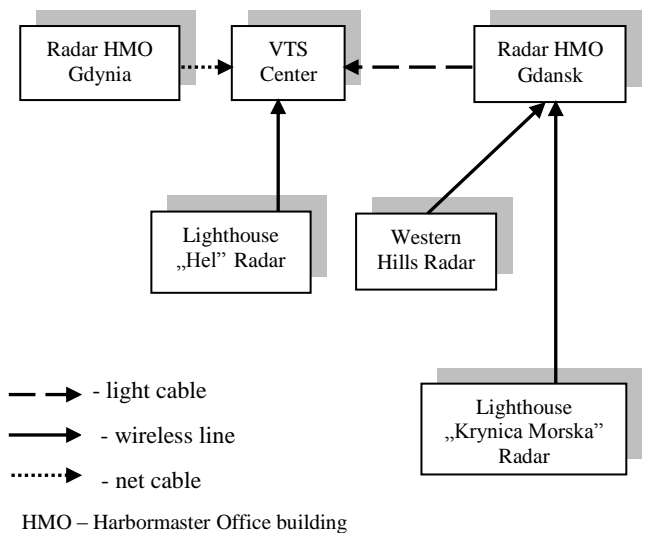 Radar HMO
Gdynia
VTS
Center
Radar HMO
Gdansk
Lighthouse
„Hel” Radar
Western
Hills Radar
Lighthouse
„Krynica Morska”
Radar
- light cable
- wireless line
- net cable
HMO – Harbormaster Office building